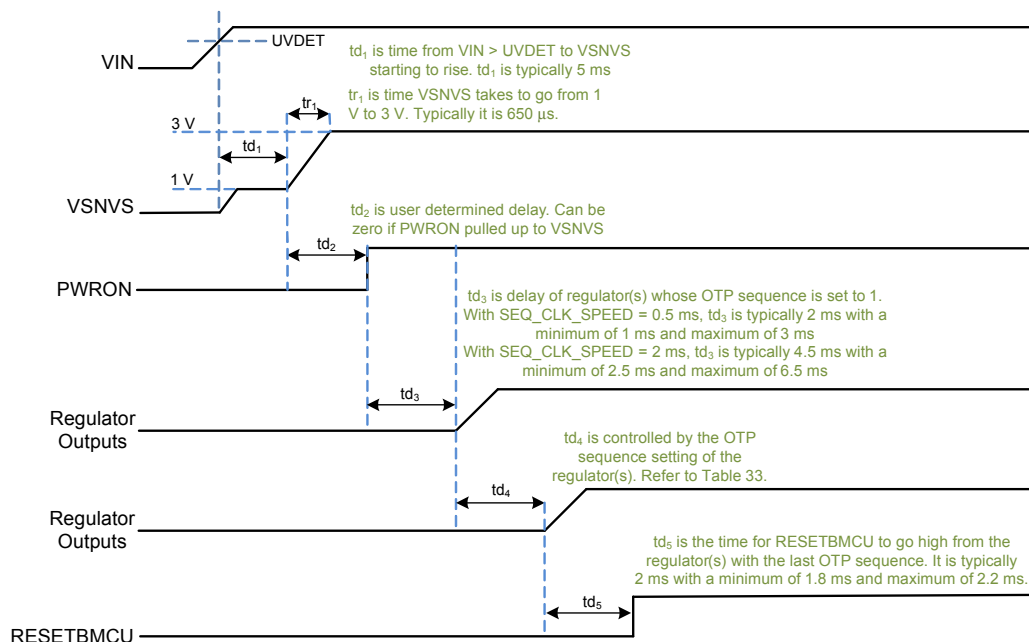 UVDET
VIN
td1 is time from VIN > UVDET to VSNVS
starting to rise. td1 is typically 5 ms
tr1
tr1 is time VSNVS takes to go from 1
V to 3 V. Typically it is 650 μs.
3 V
td1
1 V
VSNVS
td2 is user determined delay. Can be
zero if PWRON pulled up to VSNVS
td2
PWRON
td3 is delay of regulator(s) whose OTP sequence is set to 1.
With SEQ_CLK_SPEED = 0.5 ms, td3 is typically 2 ms with a
minimum of 1 ms and maximum of 3 ms
With SEQ_CLK_SPEED = 2 ms, td3 is typically 4.5 ms with a
minimum of 2.5 ms and maximum of 6.5 ms
td3
Regulator
Outputs
td4 is controlled by the OTP
sequence setting of the
regulator(s). Refer to Table 33.
td4
Regulator
Outputs
td5 is the time for RESETBMCU to go high from the
regulator(s) with the last OTP sequence. It is typically
2 ms with a minimum of 1.8 ms and maximum of 2.2 ms.
td5
RESETBMCU